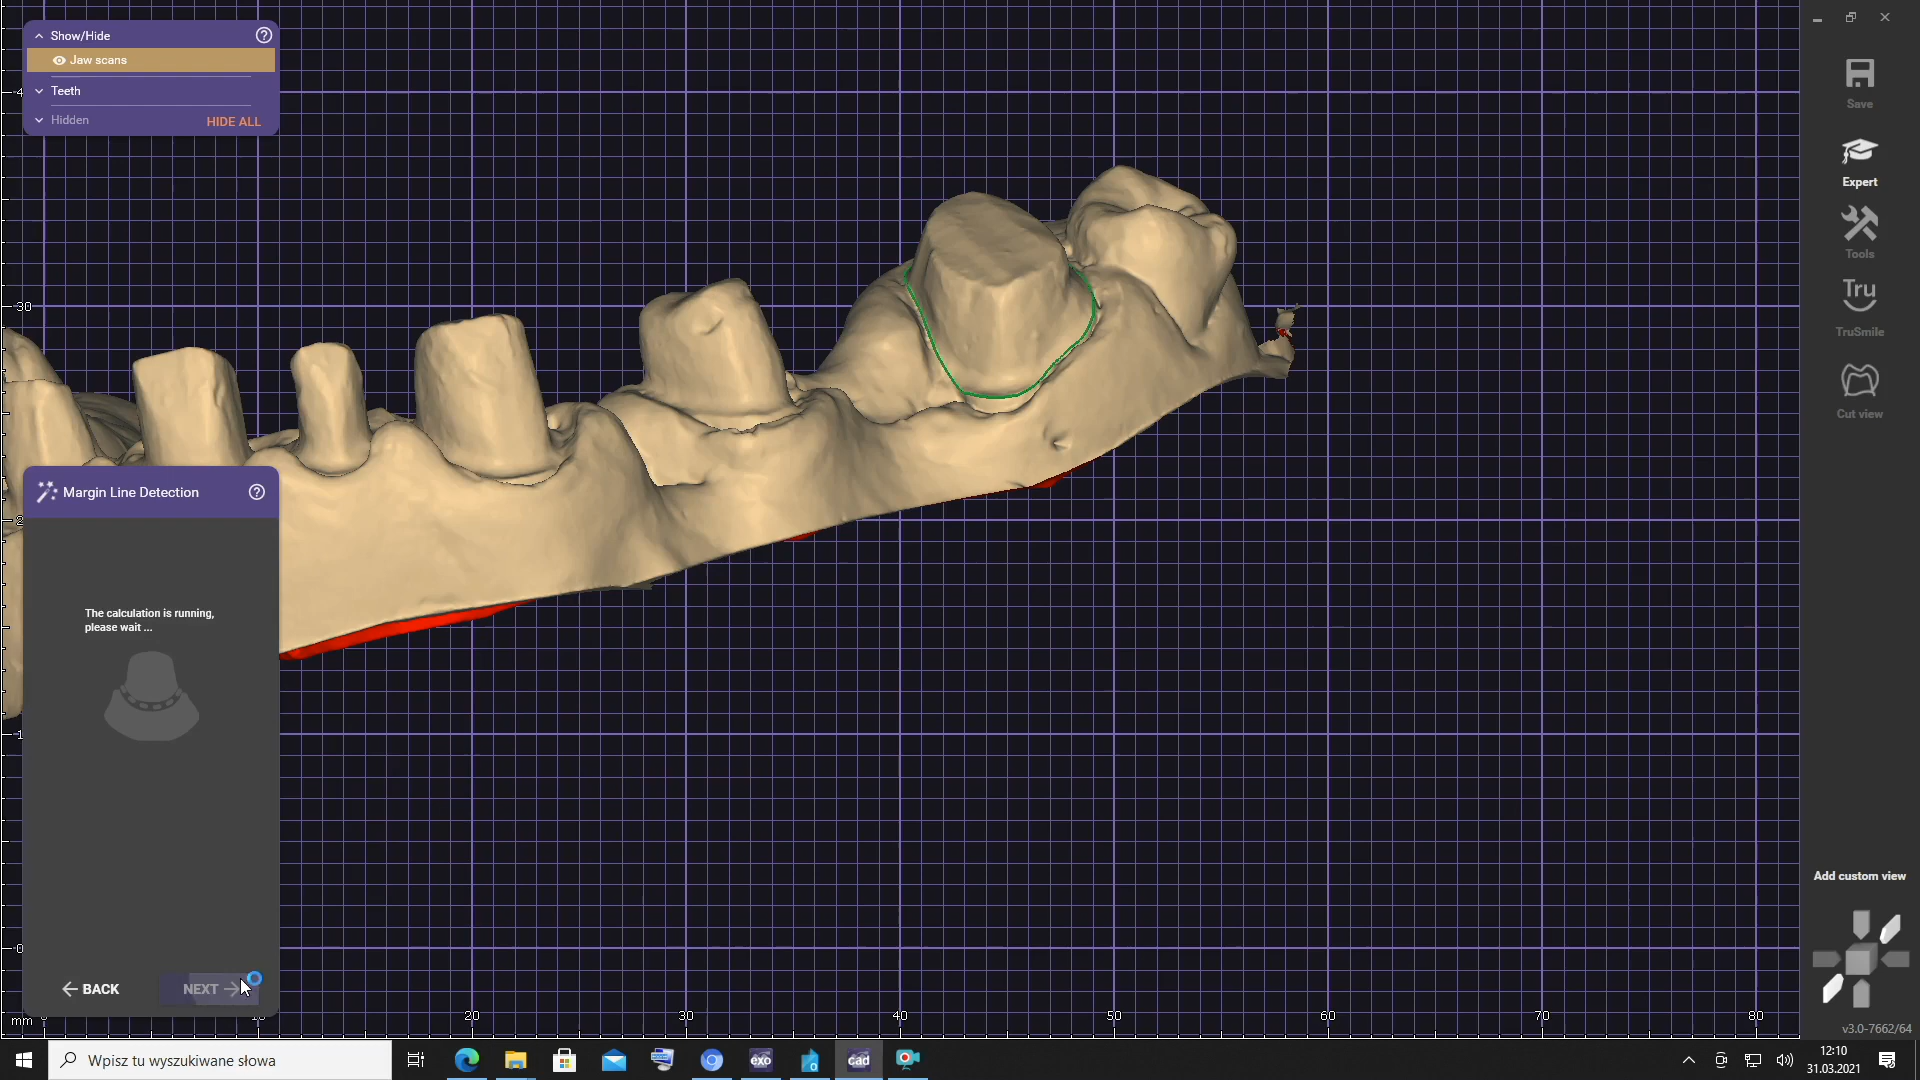 Show/Hide
Jaw scans
Teeth
Hidden
HIDE ALL
30
Margin Line Detection
The calculation is running,
please wait ...
BACK
NEXT
mm
20
30
40
50
60
70
80
Save
Expert
Tools
Tru
TruSmile
Cut view
Add custom view
v3.0-7662/64
Wpisz tu wyszukiwane słowa
exo
cad
12:10
31.03.2021